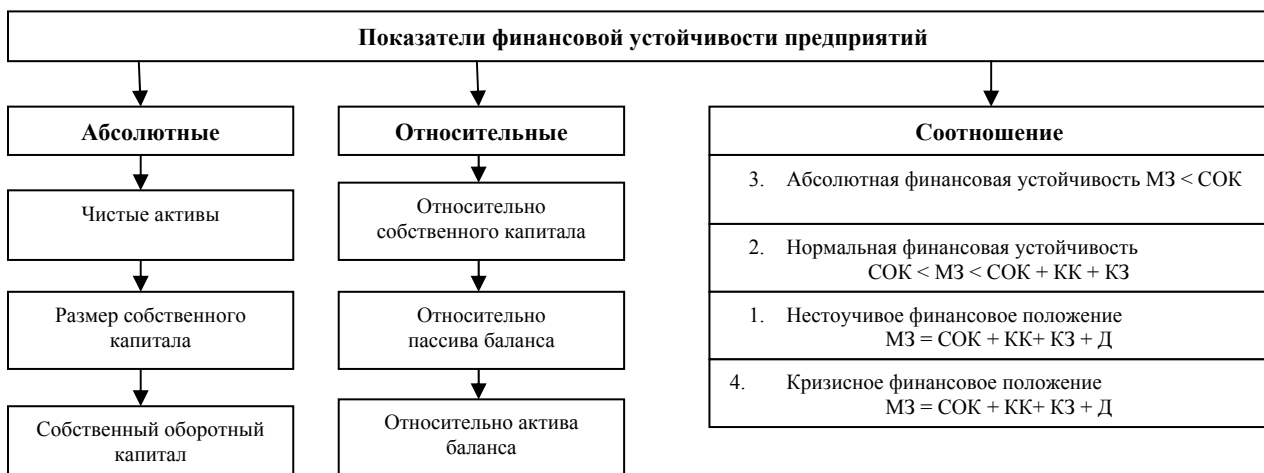 Показатели финансовой устойчивости предприятий
Абсолютные
Чистые активы
Размер собственного
капитала
Собственный оборотный
капитал
Относительные
Относительно
собственного капитала
Относительно
пассива баланса
Относительно актива
баланса
Соотношение
3. Абсолютная финансовая устойчивость МЗ < СОК
2. Нормальная финансовая устойчивость
СОК < МЗ < СОК + КК + КЗ
1. Нестоучивое финансовое положение
МЗ = СОК + КК+ КЗ + Д
4. Кризисное финансовое положение
МЗ = СОК + КК+ КЗ + Д